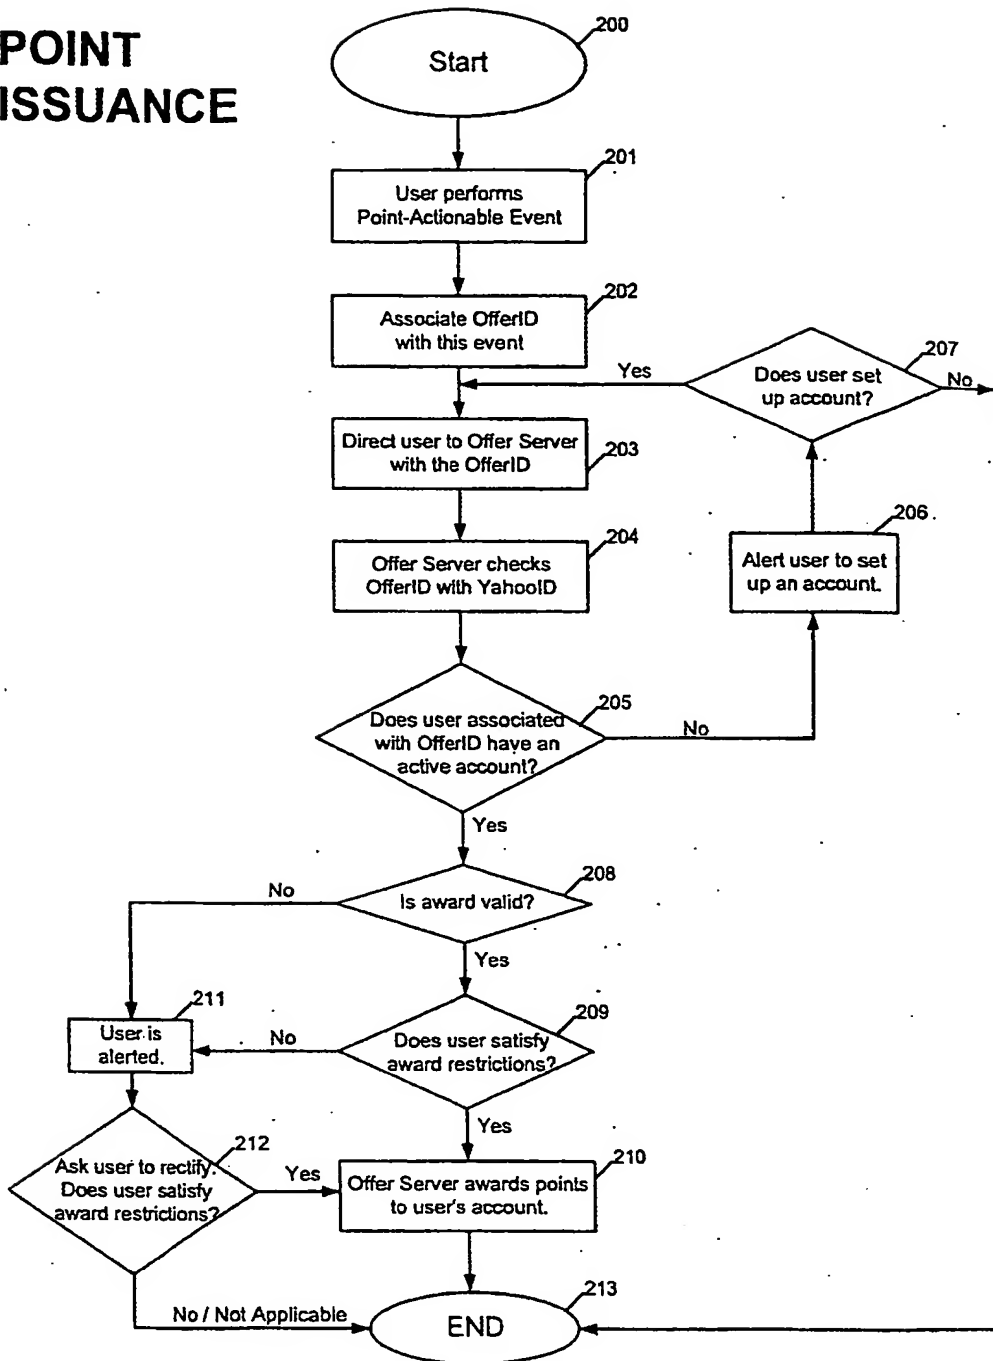 POINT
ISSUANCE
200
Start
201
User performs
Point-Actionable Event
202
Associate OfferID
with this event
207
Does user set
up account?
Yes
No
Direct user to Offer Server
with the OfferID
203
206
Alert user to set
up an account.
204
Offer Server checks
OfferID with YahooID
205
Does user associated
with OfferID have an
active account?
No
Yes
208
Is award valid?
No
Yes
211
User is
alerted.
209
Does user satisfy
award restrictions?
No
Yes
212
Ask user to rectify.
Does user satisfy
award restrictions?
Yes
210
Offer Server awards points
to user's account.
No / Not Applicable
213
END